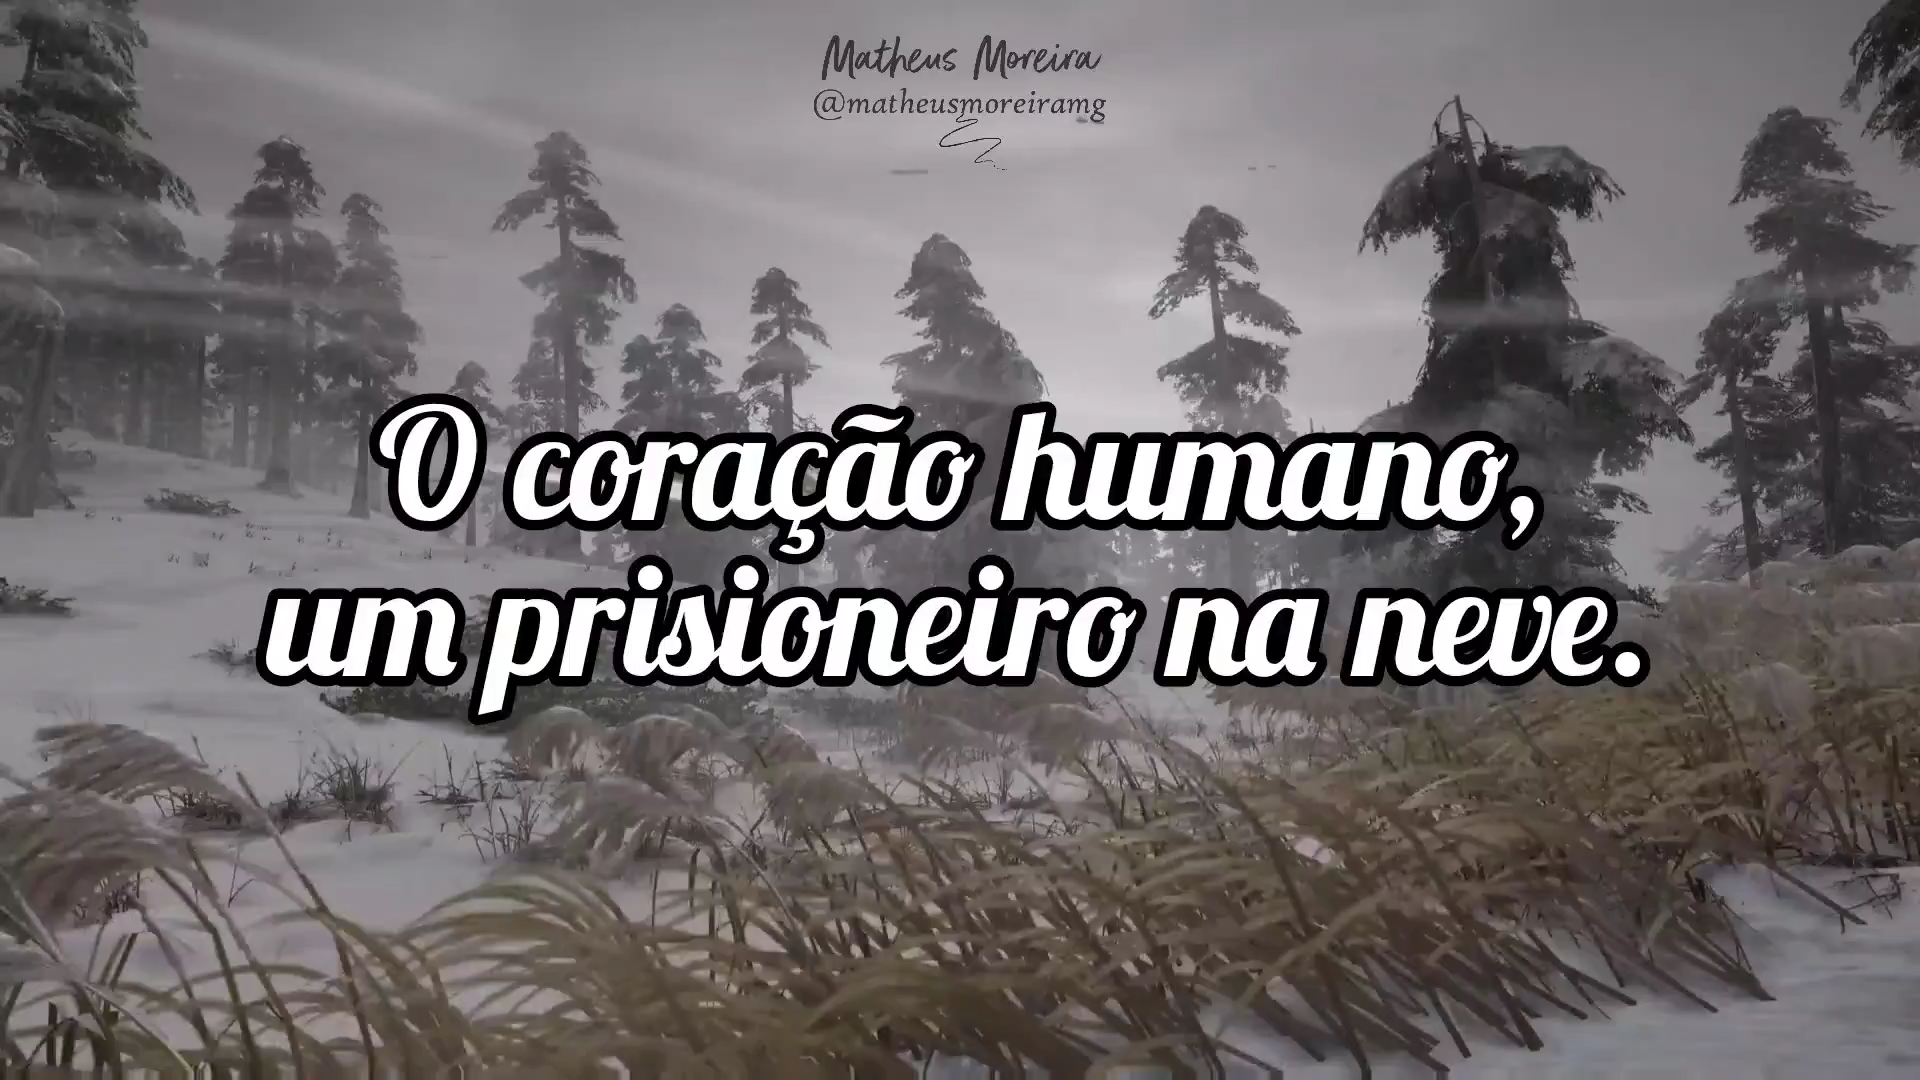 Matheus Moreira
@matheusmoreiramg
O coração humano,
um prisioneiro na neve.